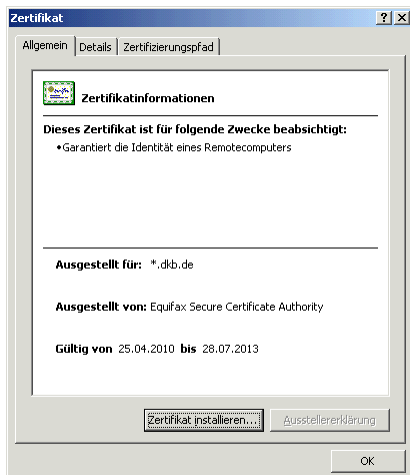 Zertifikat
Allgemein Details Zertifizierungspfad
Zertifikatinformationen
Dieses Zertifikat ist für folgende Zwecke beabsichtigt:
•Garantiert die Identität eines Remotecomputers
Ausgestellt für: *.dkb.de
Ausgestellt von: Equifax Secure Certificate Authority
Gültig von 25.04.2010 bis 28.07.2013
Zertifikat installieren... Ausstellererklärung
OK